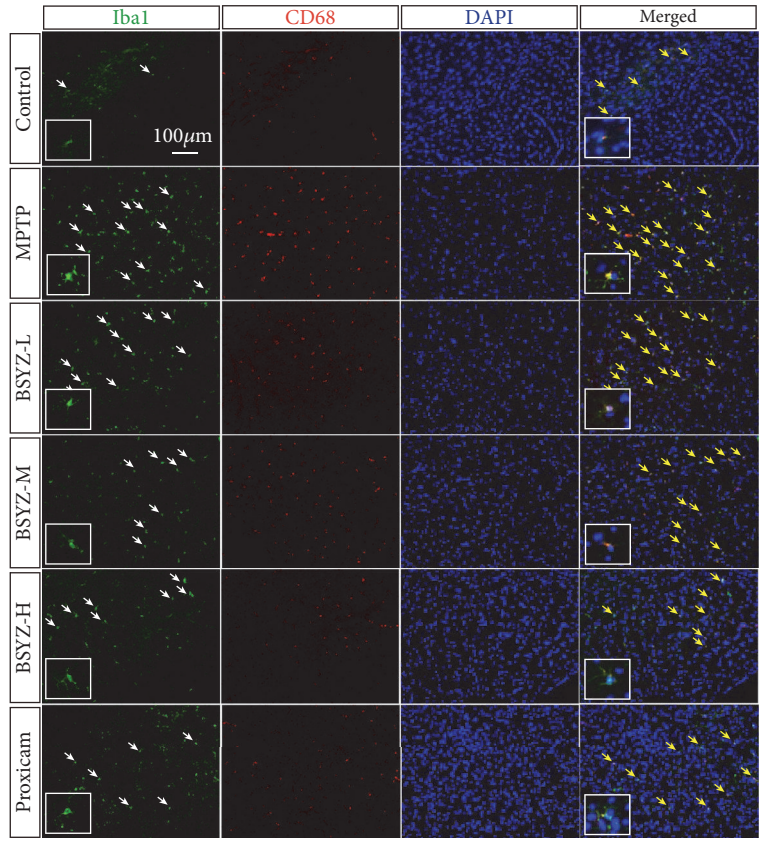 Iba1 CD68 DAPI Merged
Control
100μm
MPTP
BSYZ-L
BSYZ-M
BSYZ-H
Proxicam